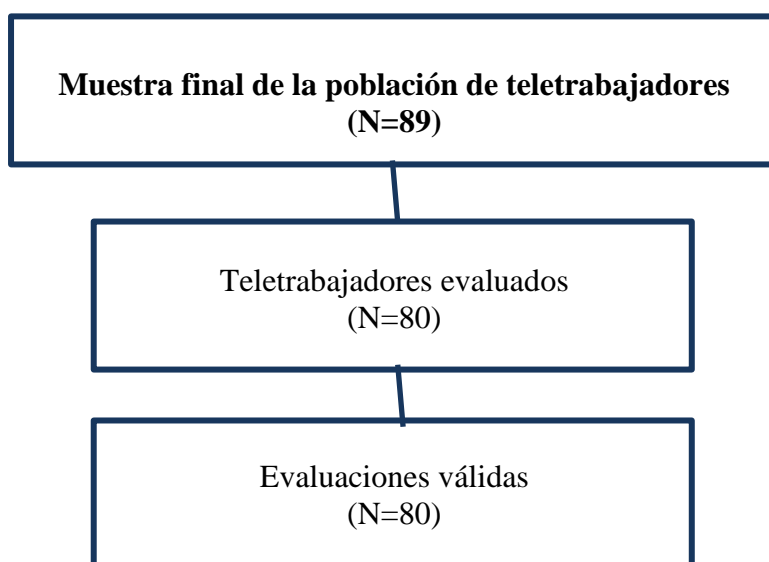 Muestra final de la población de teletrabajadores
(N=89)
Teletrabajadores evaluados
(N=80)
Evaluaciones válidas
(N=80)